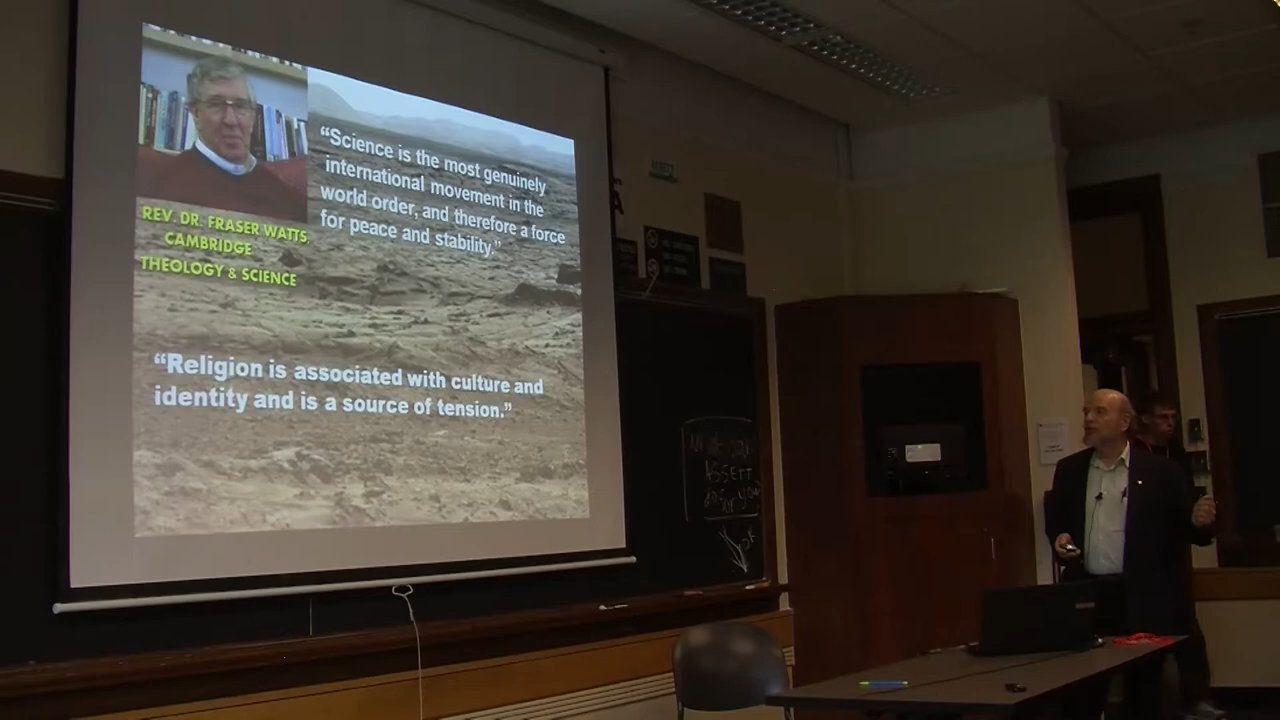 “Science is the most genuinely
international movement in the
world order, and therefore a force
for peace and stability.”
REV. DR. FRASER WATTS,
CAMBRIDGE
THEOLOGY & SCIENCE
“Religion is associated with culture and
identity and is a source of tension.”
ASSETT